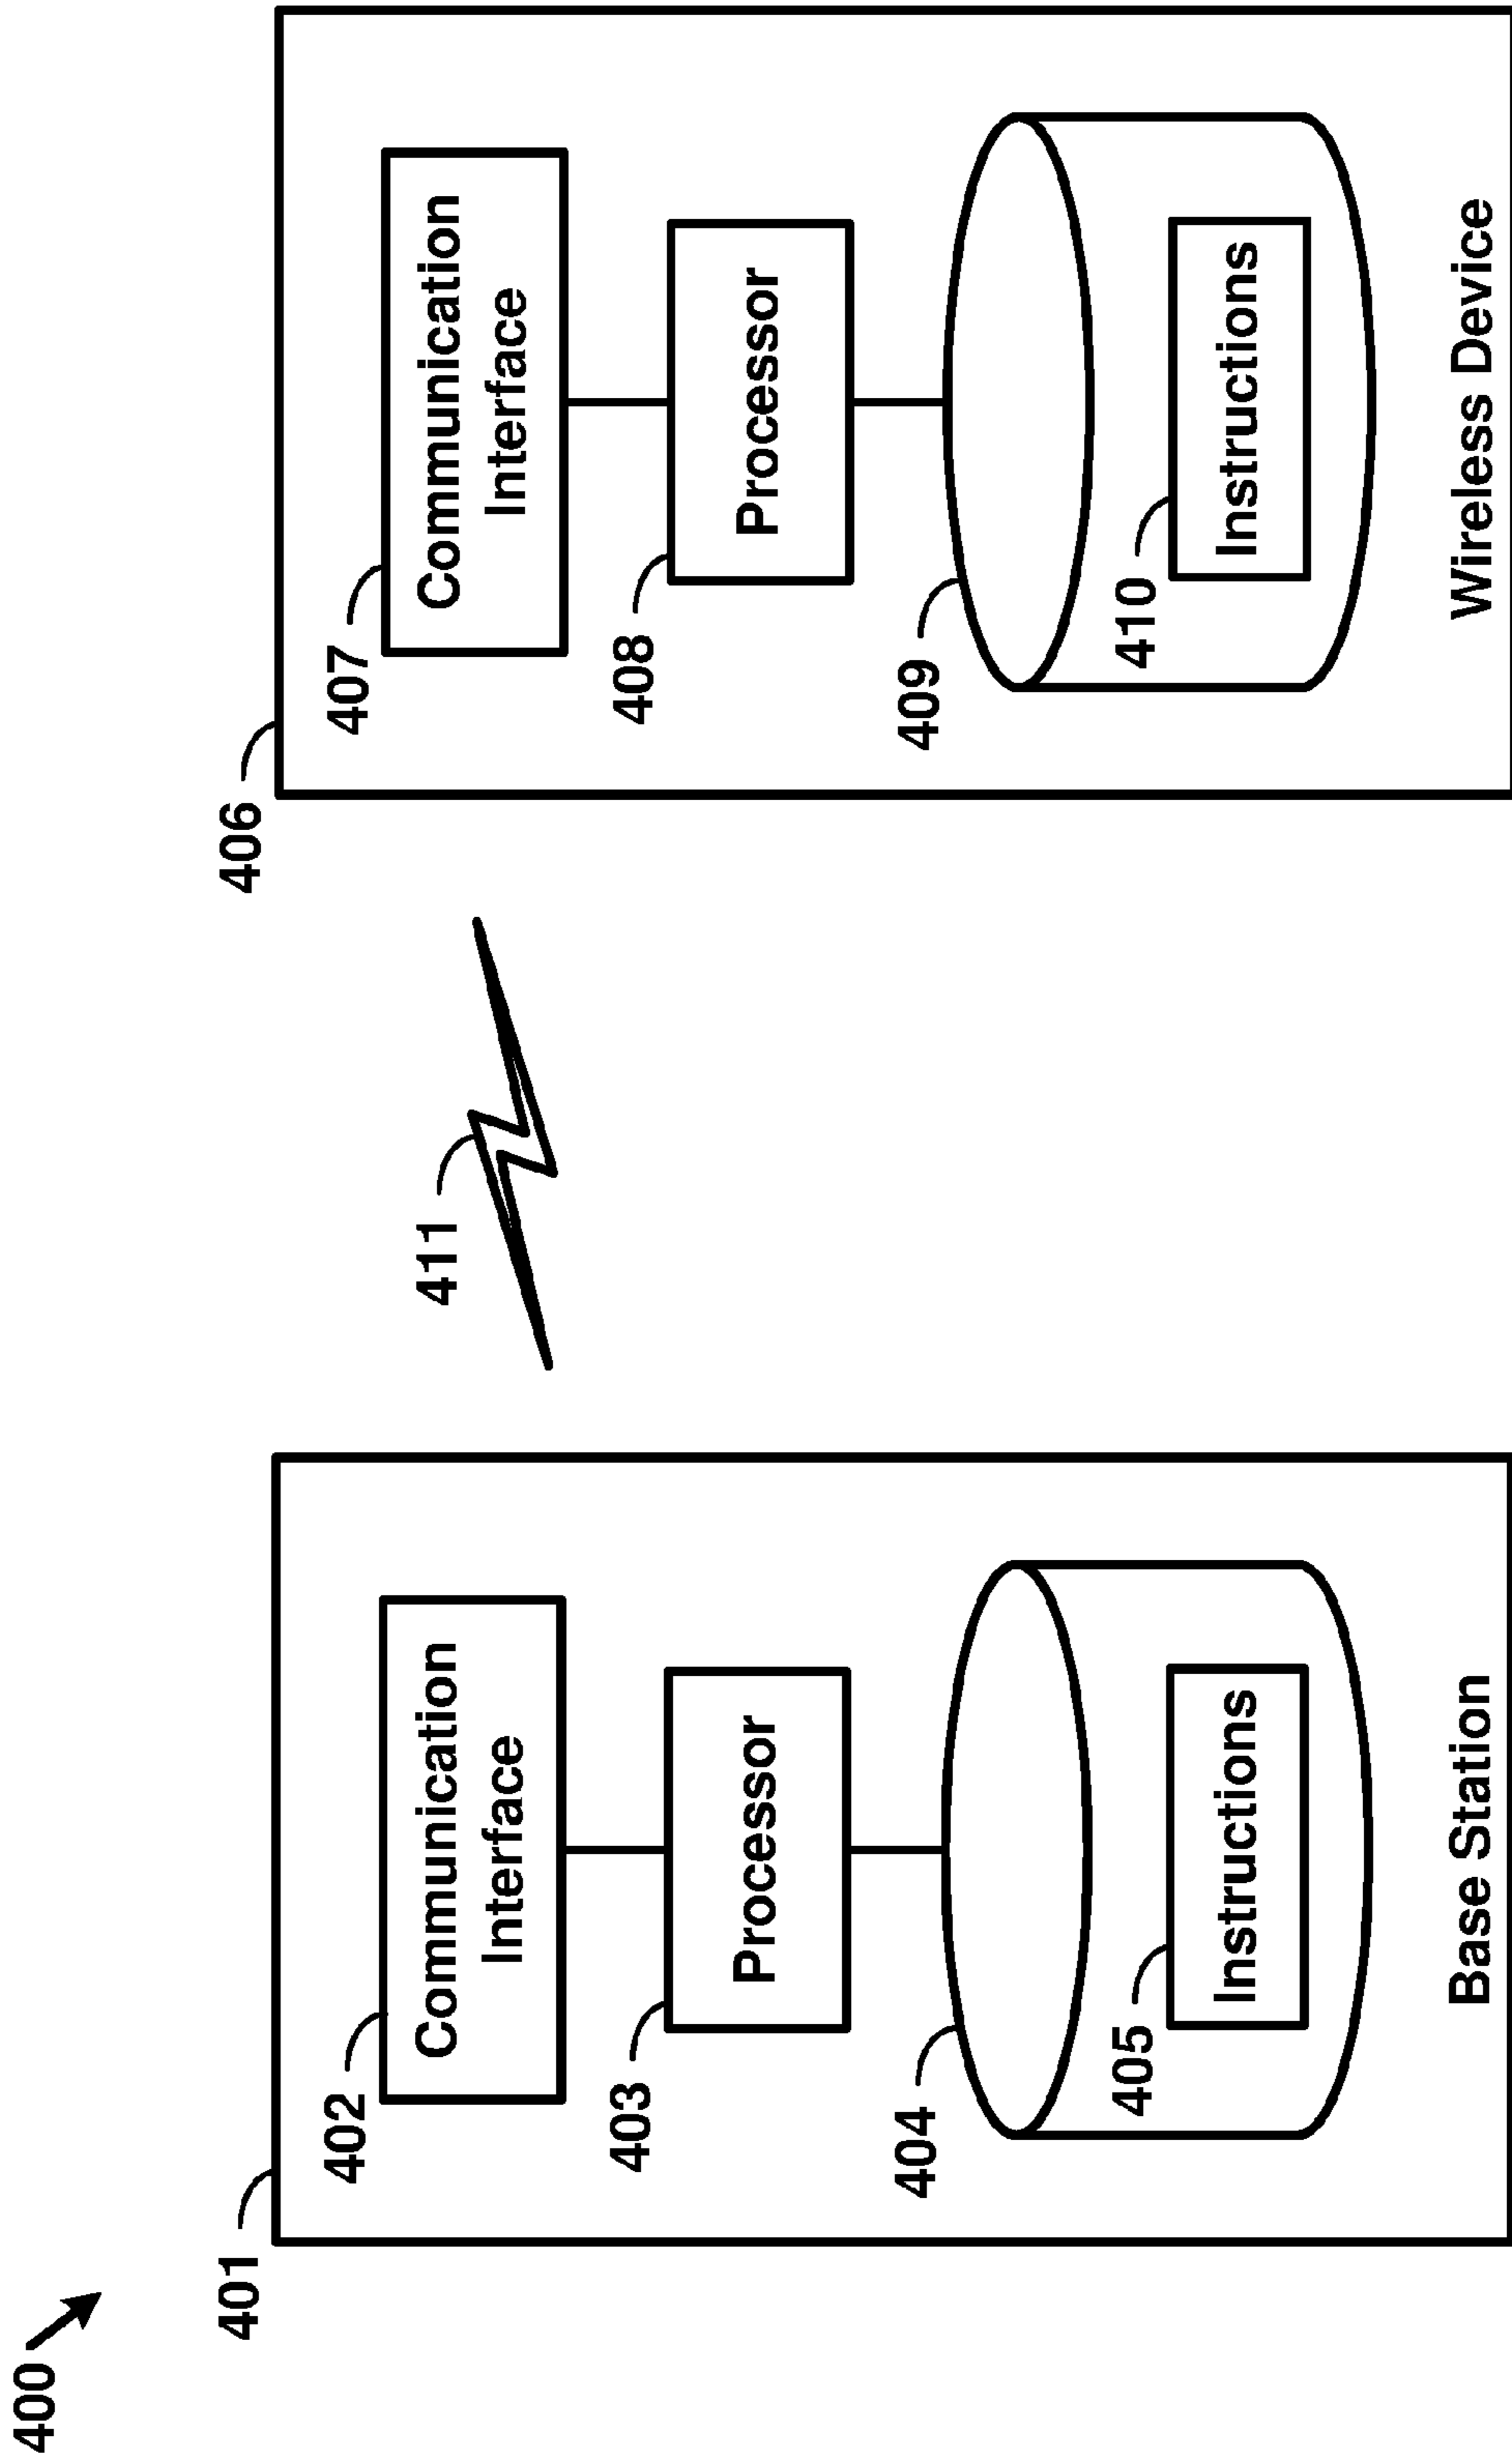 400
401
402
Communication
Interface
403
Processor
404
405
Instructions
Base Station
411
406
407
Communication
Interface
408
Processor
409
410
Instructions
Wireless Device